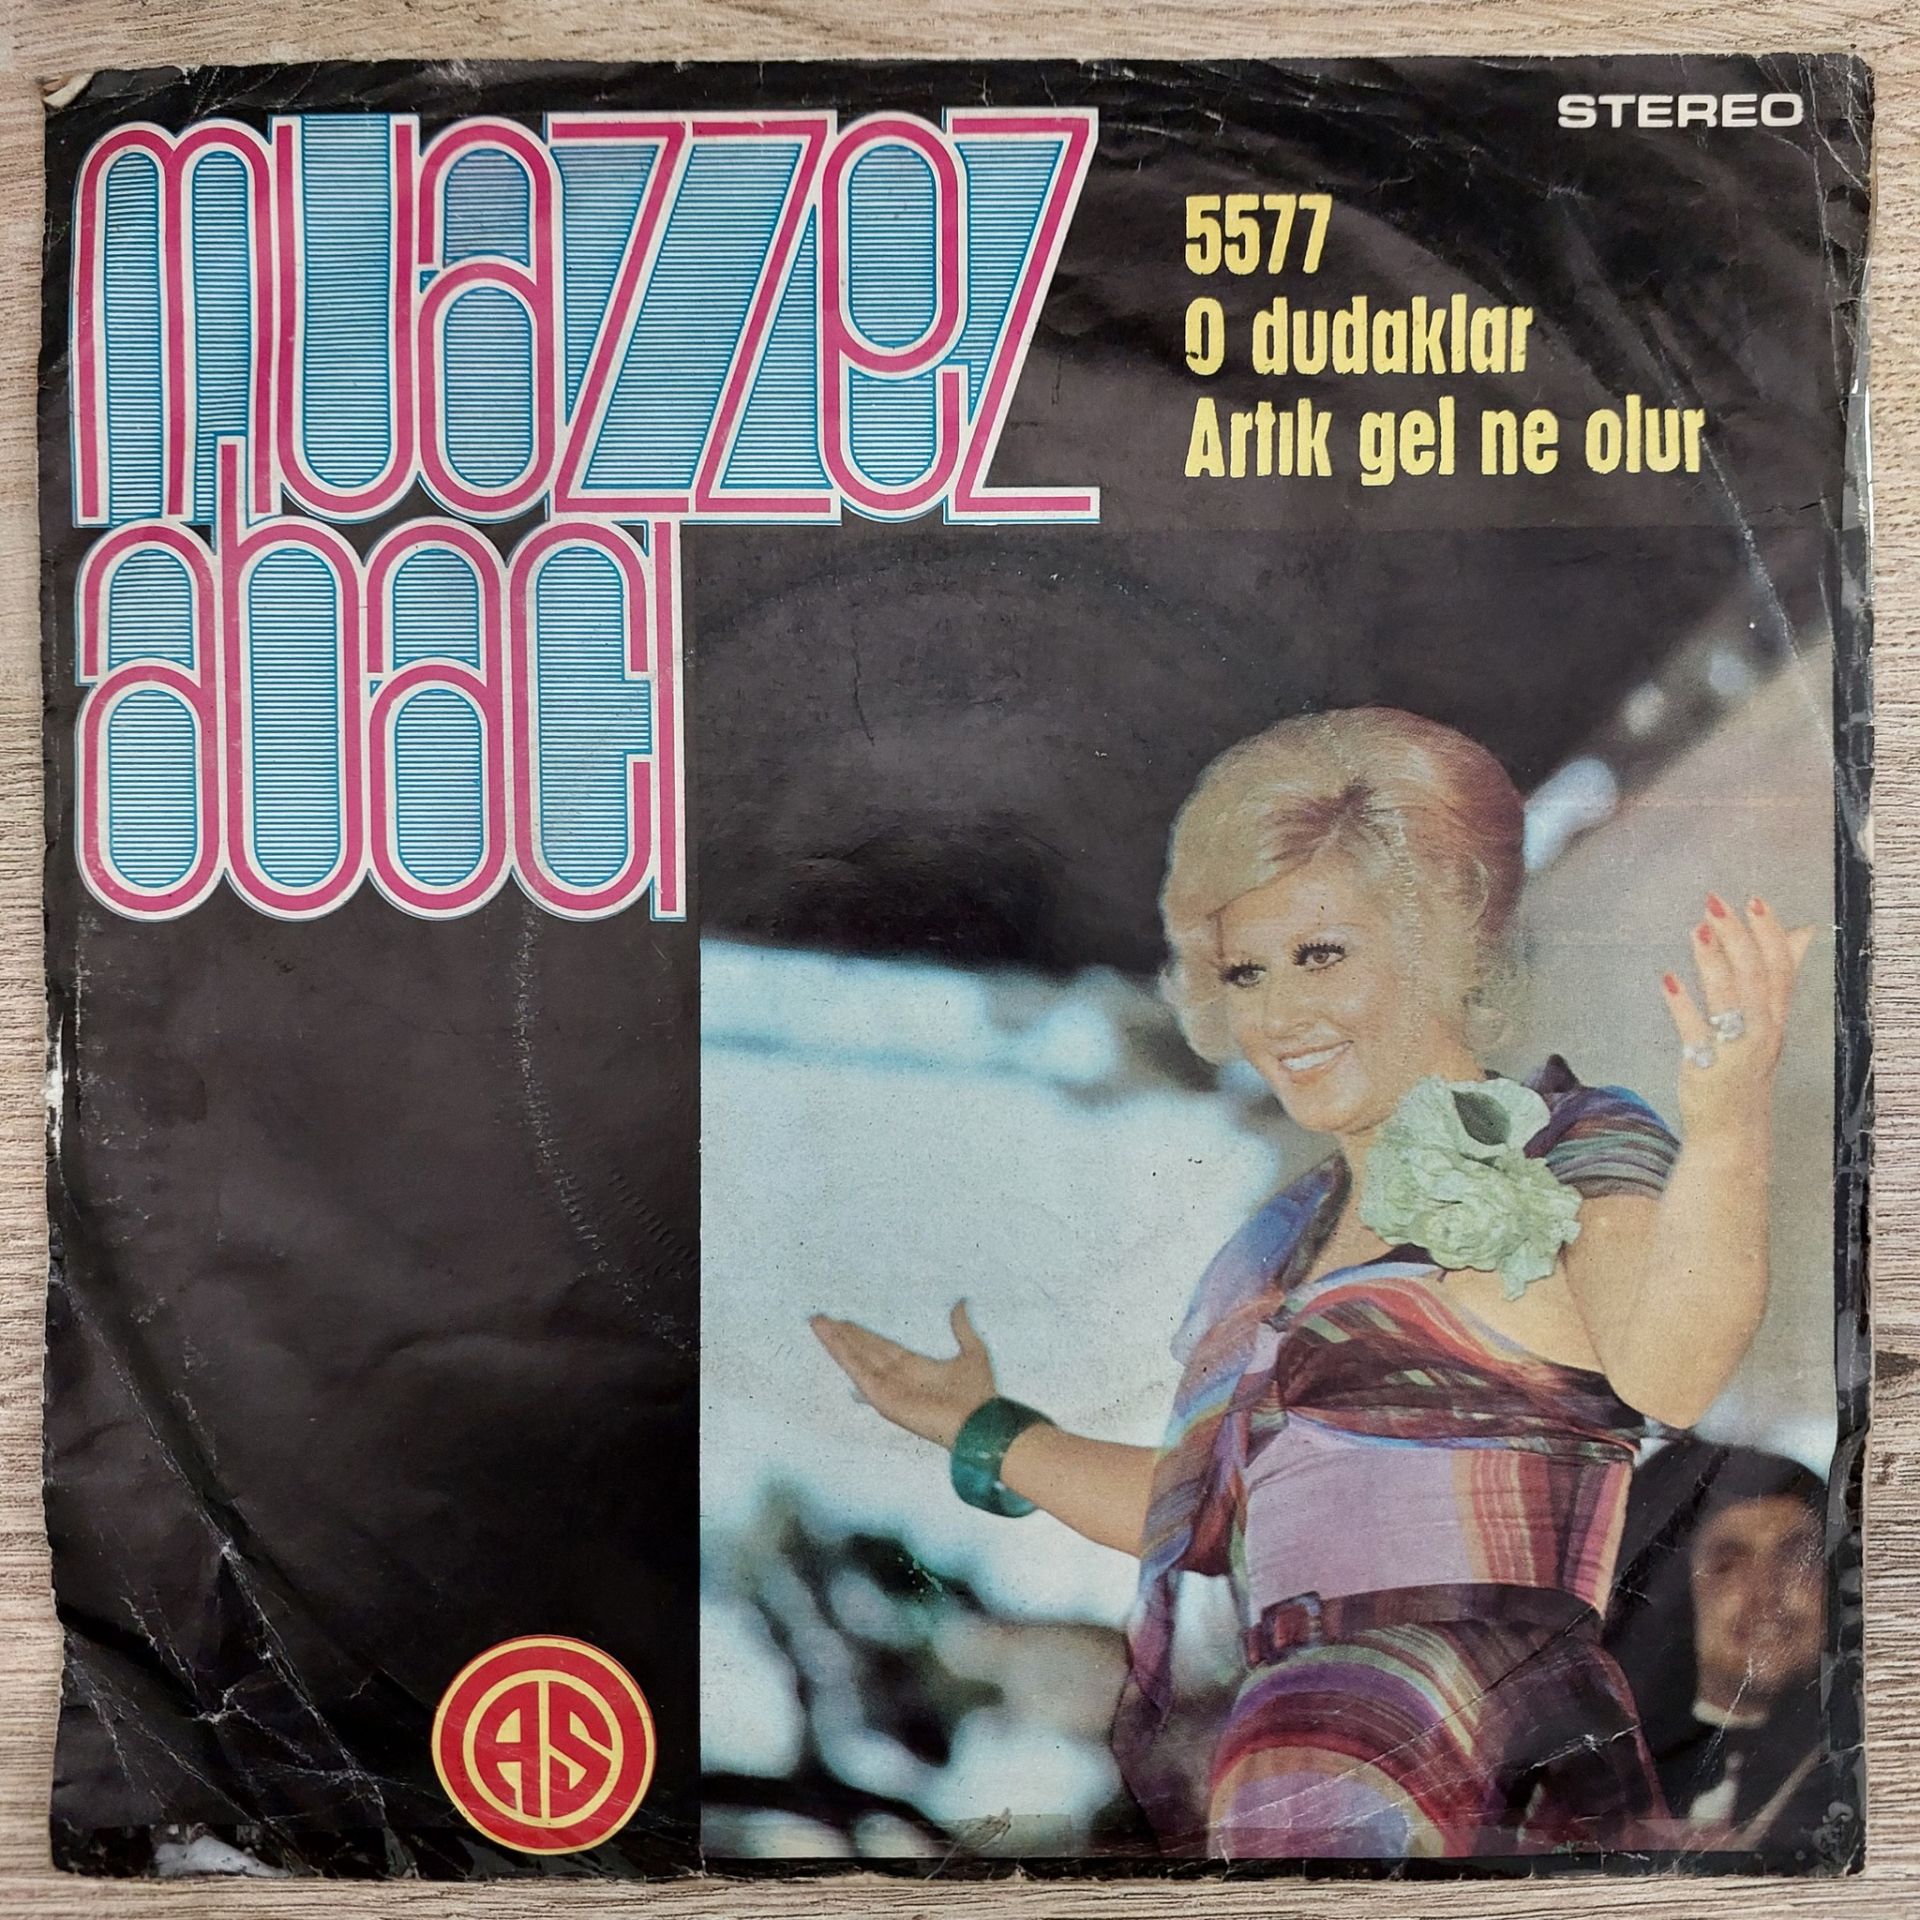 muazzez
abacı
STEREO
5577
O dudaklar
Artık gel ne olur
AS